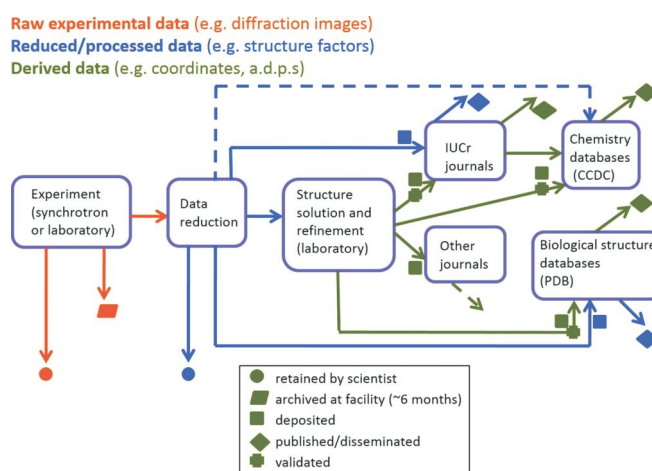 Raw experimental data (e.g. diffraction images)
Reduced/processed data (e.g. structure factors)
Derived data (e.g. coordinates, a.d.p.s)
IUCr
journals
Chemistry
databases
(CCDC)
Experiment
(synchrotron
or laboratory)
Data
reduction
Structure
solution and
refinement
(laboratory)
Other
journals
Biological structure
databases
(PDB)
retained by scientist
archived at facility (~6 months)
deposited
published/disseminated
validated